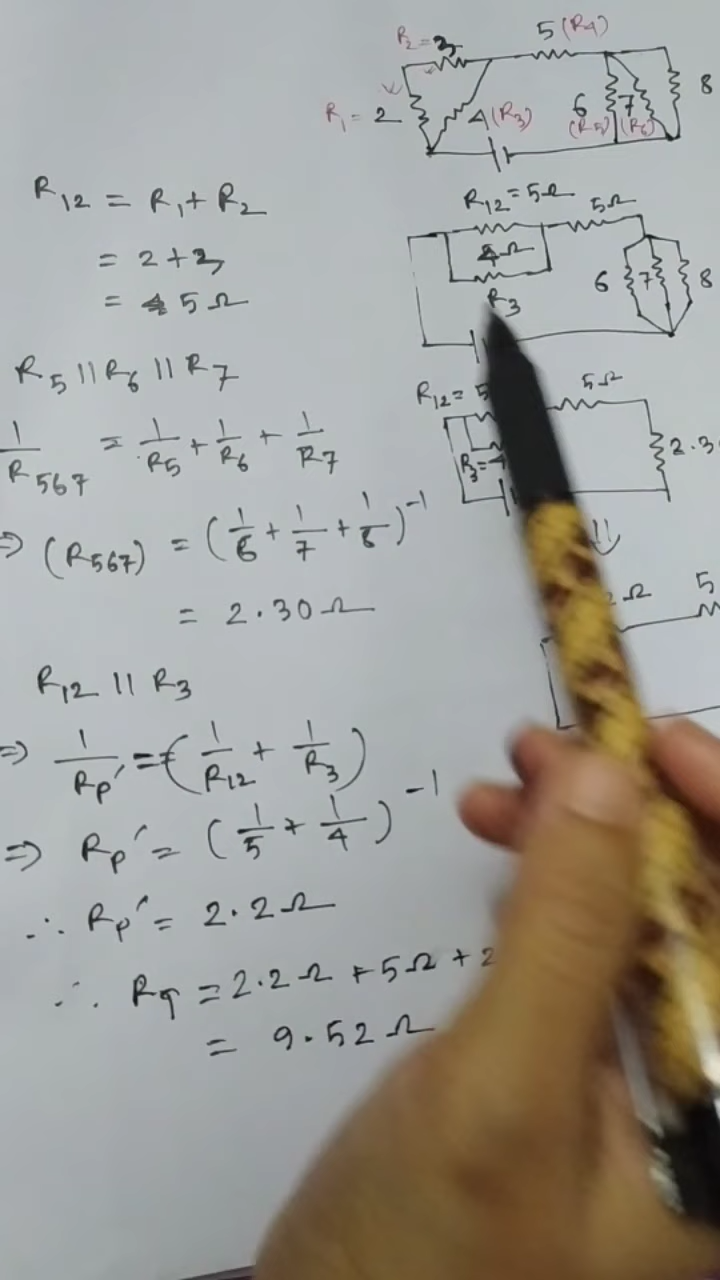 R2 = 3
5 (R4)
R1 = 2
4 (R3)
6 (R5)
7 (R6)
8
R12 = R1 + R2
= 2 + 3
= 5 Ω
R12 = 5Ω
5Ω
4Ω
R3
6 7 8
R5 || R6 || R7
1/R567 = 1/R5 + 1/R6 + 1/R7
R12 = 5
5Ω
R3 = 4
2.3
⇒ (R567) = (1/6 + 1/7 + 1/8)^-1
= 2.30 Ω
⇓
2Ω
5
R12 || R3
⇒ 1/Rp' = (1/R12 + 1/R3)
⇒ Rp' = (1/5 + 1/4)^-1
∴ Rp' = 2.2 Ω
∴ Rq = 2.2 Ω + 5Ω + 2
= 9.52 Ω